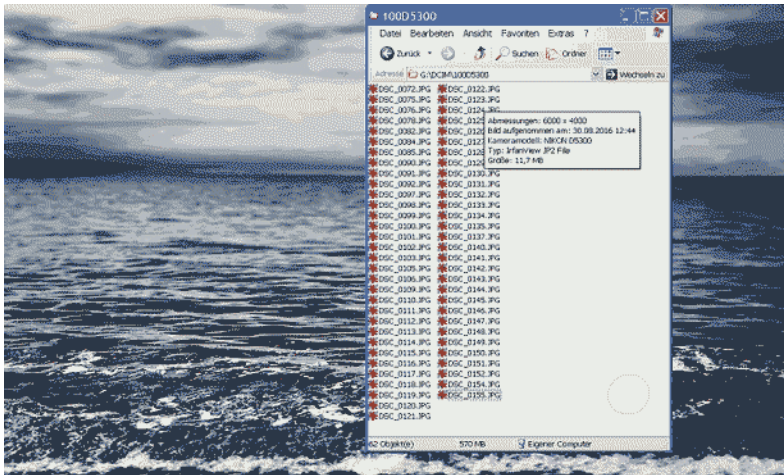 100D5300
Datei Bearbeiten Ansicht Favoriten Extras ?
Zurück Suchen Ordner
Adresse G:\DCIM\100D5300 Wechseln zu
DSC_0072.JPG
DSC_0075.JPG
DSC_0076.JPG
DSC_0078.JPG
DSC_0082.JPG
DSC_0084.JPG
DSC_0085.JPG
DSC_0090.JPG
DSC_0091.JPG
DSC_0092.JPG
DSC_0097.JPG
DSC_0098.JPG
DSC_0099.JPG
DSC_0100.JPG
DSC_0101.JPG
DSC_0102.JPG
DSC_0103.JPG
DSC_0105.JPG
DSC_0106.JPG
DSC_0109.JPG
DSC_0110.JPG
DSC_0111.JPG
DSC_0112.JPG
DSC_0113.JPG
DSC_0114.JPG
DSC_0115.JPG
DSC_0116.JPG
DSC_0117.JPG
DSC_0118.JPG
DSC_0119.JPG
DSC_0120.JPG
DSC_0121.JPG
DSC_0122.JPG
DSC_0123.JPG
DSC_0124.JPG
DSC_0125
DSC_0126
DSC_0127
DSC_0128
DSC_0129
DSC_0130.JPG
DSC_0131.JPG
DSC_0132.JPG
DSC_0133.JPG
DSC_0134.JPG
DSC_0135.JPG
DSC_0137.JPG
DSC_0140.JPG
DSC_0141.JPG
DSC_0142.JPG
DSC_0143.JPG
DSC_0144.JPG
DSC_0145.JPG
DSC_0146.JPG
DSC_0147.JPG
DSC_0148.JPG
DSC_0149.JPG
DSC_0150.JPG
DSC_0151.JPG
DSC_0152.JPG
DSC_0154.JPG
DSC_0155.JPG
Abmessungen: 6000 x 4000
Bild aufgenommen am: 30.08.2016 12:44
Kameramodell: NIKON D5300
Typ: IrfanView JP2 File
Größe: 11,7 MB
62 Objekt(e) 570 MB Eigener Computer